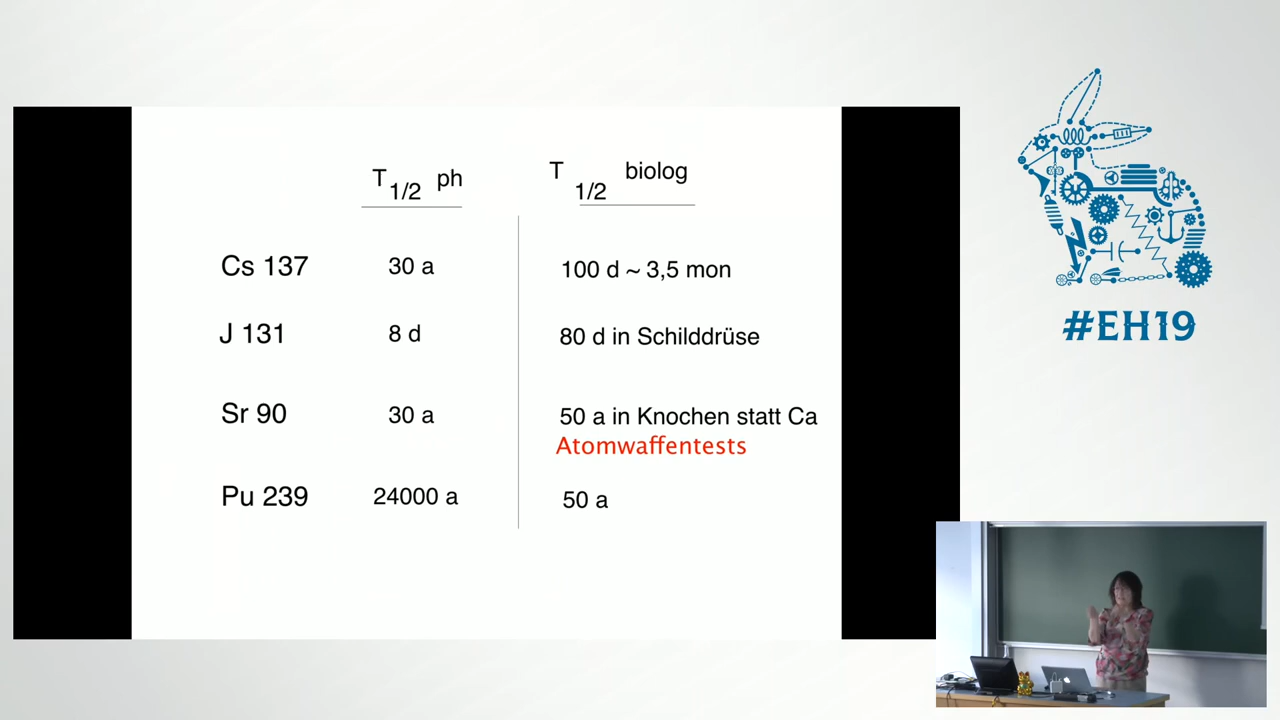 T 1/2 ph
T 1/2 biolog
Cs 137 30 a 100 d ~ 3,5 mon
J 131 8 d 80 d in Schilddrüse
Sr 90 30 a 50 a in Knochen statt Ca
Atomwaffentests
Pu 239 24000 a 50 a
#EH19